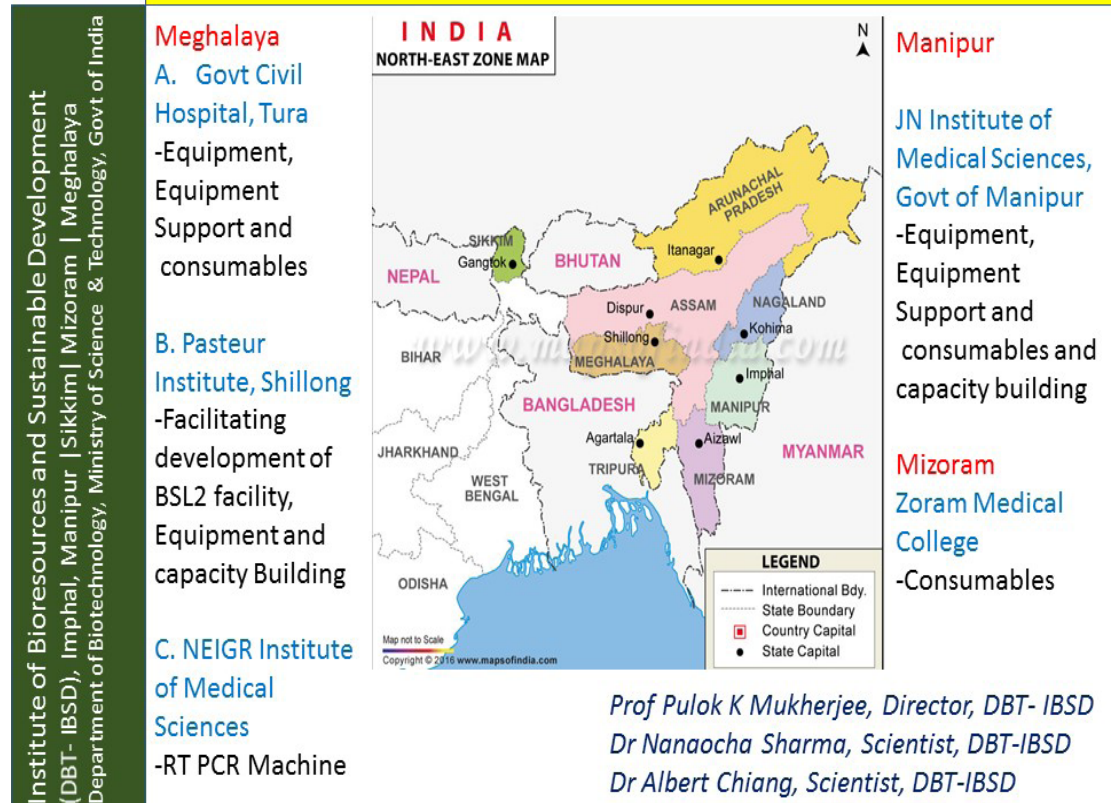 Institute of Bioresources and Sustainable Development
(DBT- IBSD), Imphal, Manipur |Sikkim| Mizoram | Meghalaya
Department of Biotechnology, Ministry of Science & Technology, Govt of India
Meghalaya
A. Govt Civil
Hospital, Tura
-Equipment,
Equipment
Support and
consumables
B. Pasteur
Institute, Shillong
-Facilitating
development of
BSL2 facility,
Equipment and
capacity Building
C. NEIGR Institute
of Medical
Sciences
-RT PCR Machine
INDIA
NORTH-EAST ZONE MAP
N
ARUNACHAL
PRADESH
SIKKIM
Gangtok
Itanagar
NEPAL
BHUTAN
Dispur
ASSAM
NAGALAND
Shillong
Kohima
www.mapsofindia.com
BIHAR
MEGHALAYA
Imphal
BANGLADESH
MANIPUR
Agartala
Aizawl
JHARKHAND
MYANMAR
TRIPURA
WEST
BENGAL
MIZORAM
ODISHA
LEGEND
International Bdy.
State Boundary
Country Capital
State Capital
Map not to Scale
Copyright © 2016 www.mapsofindia.com
Manipur
JN Institute of
Medical Sciences,
Govt of Manipur
-Equipment,
Equipment
Support and
consumables and
capacity building
Mizoram
Zoram Medical
College
-Consumables
Prof Pulok K Mukherjee, Director, DBT- IBSD
Dr Nanaocha Sharma, Scientist, DBT-IBSD
Dr Albert Chiang, Scientist, DBT-IBSD